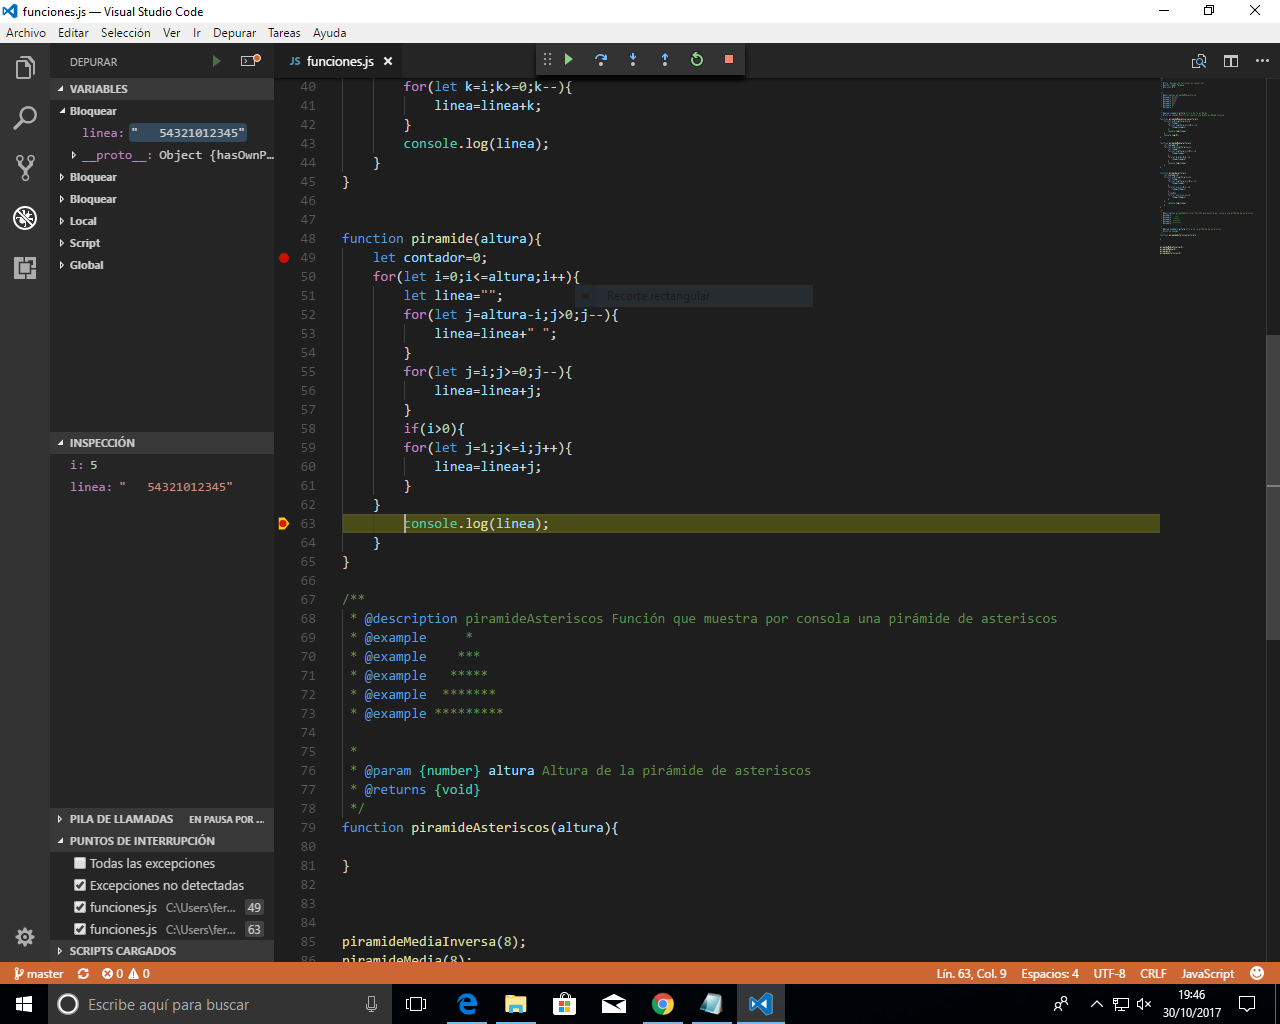 funciones.js — Visual Studio Code
Archivo Editar Selección Ver Ir Depurar Tareas Ayuda
DEPURAR
JS funciones.js
VARIABLES
Bloquear
linea: "   54321012345"
__proto__: Object {hasOwnP...
Bloquear
Bloquear
Local
Script
Global
INSPECCIÓN
i: 5
linea: "   54321012345"
PILA DE LLAMADAS EN PAUSA POR ...
PUNTOS DE INTERRUPCIÓN
Todas las excepciones
Excepciones no detectadas
funciones.js C:\Users\fer... 49
funciones.js C:\Users\fer... 63
SCRIPTS CARGADOS
40 for(let k=i;k>=0;k--){
41 linea=linea+k;
42 }
43 console.log(linea);
44 }
45 }
46
47
48 function piramide(altura){
49 let contador=0;
50 for(let i=0;i<=altura;i++){
51 let linea="";
Recorte rectangular
52 for(let j=altura-i;j>0;j--){
53 linea=linea+" ";
54 }
55 for(let j=i;j>=0;j--){
56 linea=linea+j;
57 }
58 if(i>0){
59 for(let j=1;j<=i;j++){
60 linea=linea+j;
61 }
62 }
63 console.log(linea);
64 }
65 }
66
67 /**
68 * @description piramideAsteriscos Función que muestra por consola una pirámide de asteriscos
69 * @example     *
70 * @example    ***
71 * @example   *****
72 * @example  *******
73 * @example *********
74
75 *
76 * @param {number} altura Altura de la pirámide de asteriscos
77 * @returns {void}
78 */
79 function piramideAsteriscos(altura){
80
81 }
82
83
84
85 piramideMediaInversa(8);
86 piramideMedia(8);
master 0 0 Lín. 63, Col. 9 Espacios: 4 UTF-8 CRLF JavaScript
Escribe aquí para buscar
19:46
30/10/2017